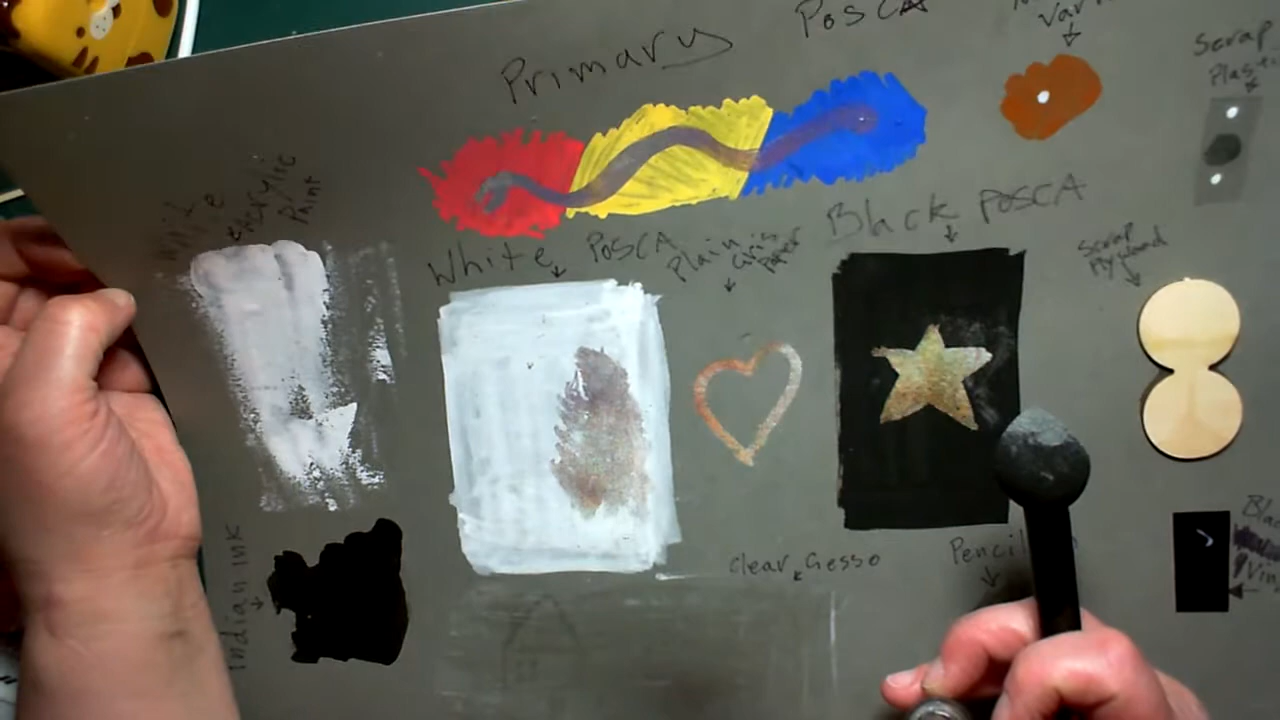 Primary
POSCA
Scrap
Plastic
Acrylic
Paint
White POSCA
Plain
Gris
paper
Black POSCA
Scrap
Plywood
Indian Ink
Clear Gesso
Pencil